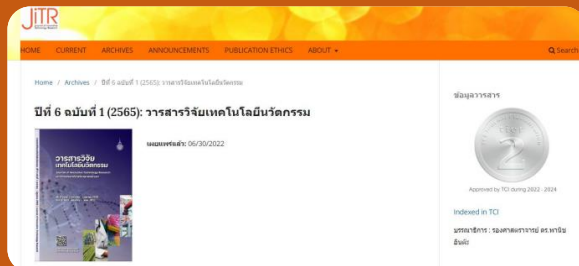 JITR
HOME CURRENT ARCHIVES ANNOUNCEMENTS PUBLICATION ETHICS ABOUT Search
Home / Archives / ปีที่ 6 ฉบับที่ 1 (2565): วารสารวิจัยเทคโนโลยีนวัตกรรม
ปีที่ 6 ฉบับที่ 1 (2565): วารสารวิจัยเทคโนโลยีนวัตกรรม
เผยแพร่แล้ว: 06/30/2022
วารสารวิจัย
เทคโนโลยีนวัตกรรม
ข้อมูลวารสาร
2
Approved by TCI during 2022 - 2024
Indexed in TCI
บรรณาธิการ : รองศาสตราจารย์ ดร.พานิช
อินต๊ะ